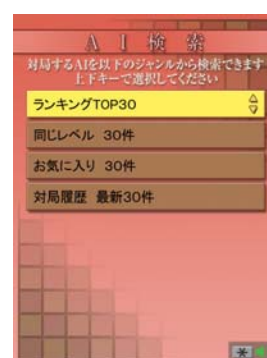 AI検索
対局するAIを以下のジャンルから検索できます
上下キーで選択してください
ランキングTOP30
同じレベル 30件
お気に入り 30件
対局履歴 最新30件
*